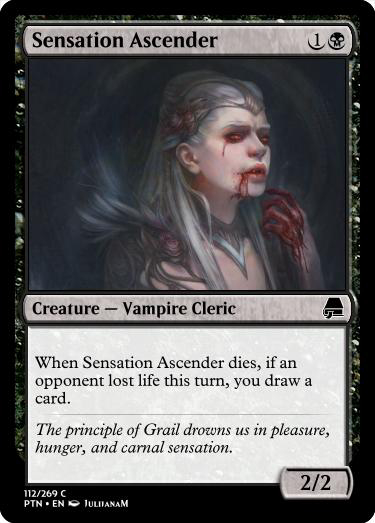 Sensation Ascender 1
Creature — Vampire Cleric
When Sensation Ascender dies, if an
opponent lost life this turn, you draw a
card.
The principle of Grail drowns us in pleasure,
hunger, and carnal sensation.
2/2
112/269 C
PTN • EN JulijanaM